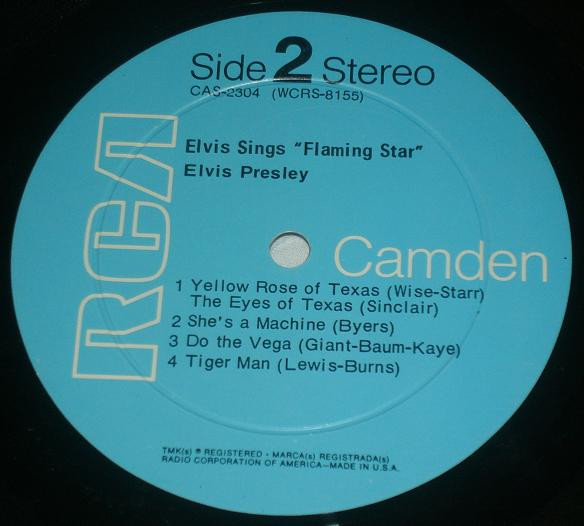 Side 2 Stereo
CAS-2304 (WCRS-8155)
Elvis Sings "Flaming Star"
Elvis Presley
RCA
Camden
1 Yellow Rose of Texas (Wise-Starr)
The Eyes of Texas (Sinclair)
2 She's a Machine (Byers)
3 Do the Vega (Giant-Baum-Kaye)
4 Tiger Man (Lewis-Burns)
TMK(s) ® REGISTERED • MARCA(s) REGISTRADA(s)
RADIO CORPORATION OF AMERICA—MADE IN U.S.A.